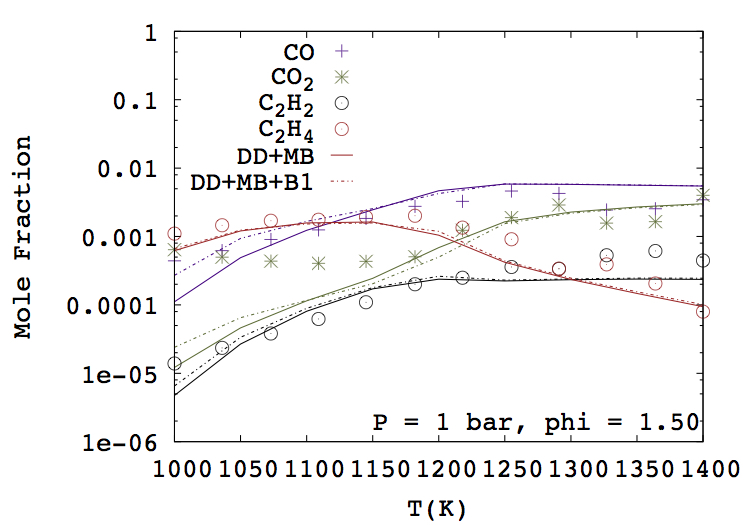 1
0.1
0.01
0.001
0.0001
1e-05
1e-06
Mole Fraction
CO
CO2
C2H2
C2H4
DD+MB
DD+MB+B1
P = 1 bar, phi = 1.50
1000 1050 1100 1150 1200 1250 1300 1350 1400
T(K)